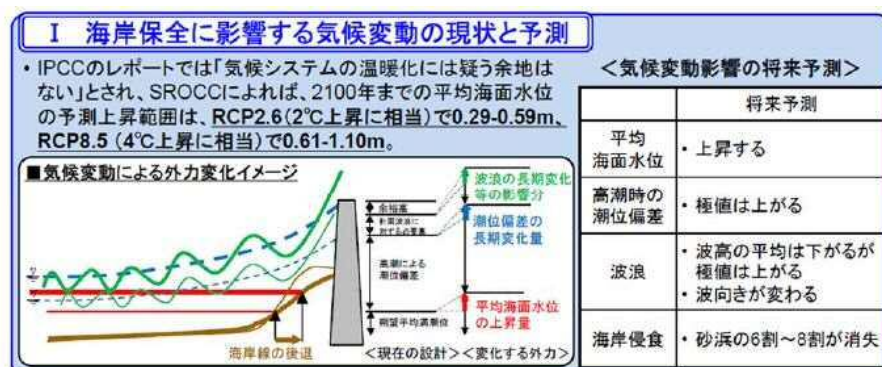 Ⅰ 海岸保全に影響する気候変動の現状と予測
・IPCCのレポートでは「気候システムの温暖化には疑う余地は
ない」とされ、SROCCによれば、2100年までの平均海面水位
の予測上昇範囲は、RCP2.6(2℃上昇に相当)で0.29-0.59m、
RCP8.5 (4℃上昇に相当)で0.61-1.10m。
■気候変動による外力変化イメージ
余裕高
計画波浪に
対する必要高
高潮による
潮位偏差
朔望平均満潮位
波浪の長期変化
等の影響分
潮位偏差の
長期変化量
平均海面水位
の上昇量
海岸線の後退
<現在の設計>
<変化する外力>
<気候変動影響の将来予測>
将来予測
平均
海面水位
・上昇する
高潮時の
潮位偏差
・極値は上がる
波浪
・波高の平均は下がるが
極値は上がる
・波向きが変わる
海岸侵食
・砂浜の6割～8割が消失